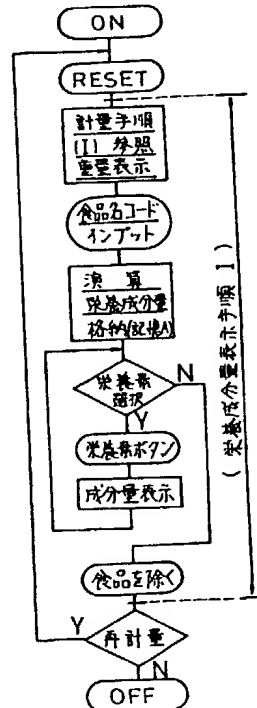 ON
RESET
計量手順
(I) 参照
重量表示
食品名コード
インプット
演算
栄養成分量
格納(記憶A)
栄養素
選択
N
Y
栄養素ボタン
成分量表示
食品を除く
Y
再計量
N
OFF
(栄養成分量表示手順 I)